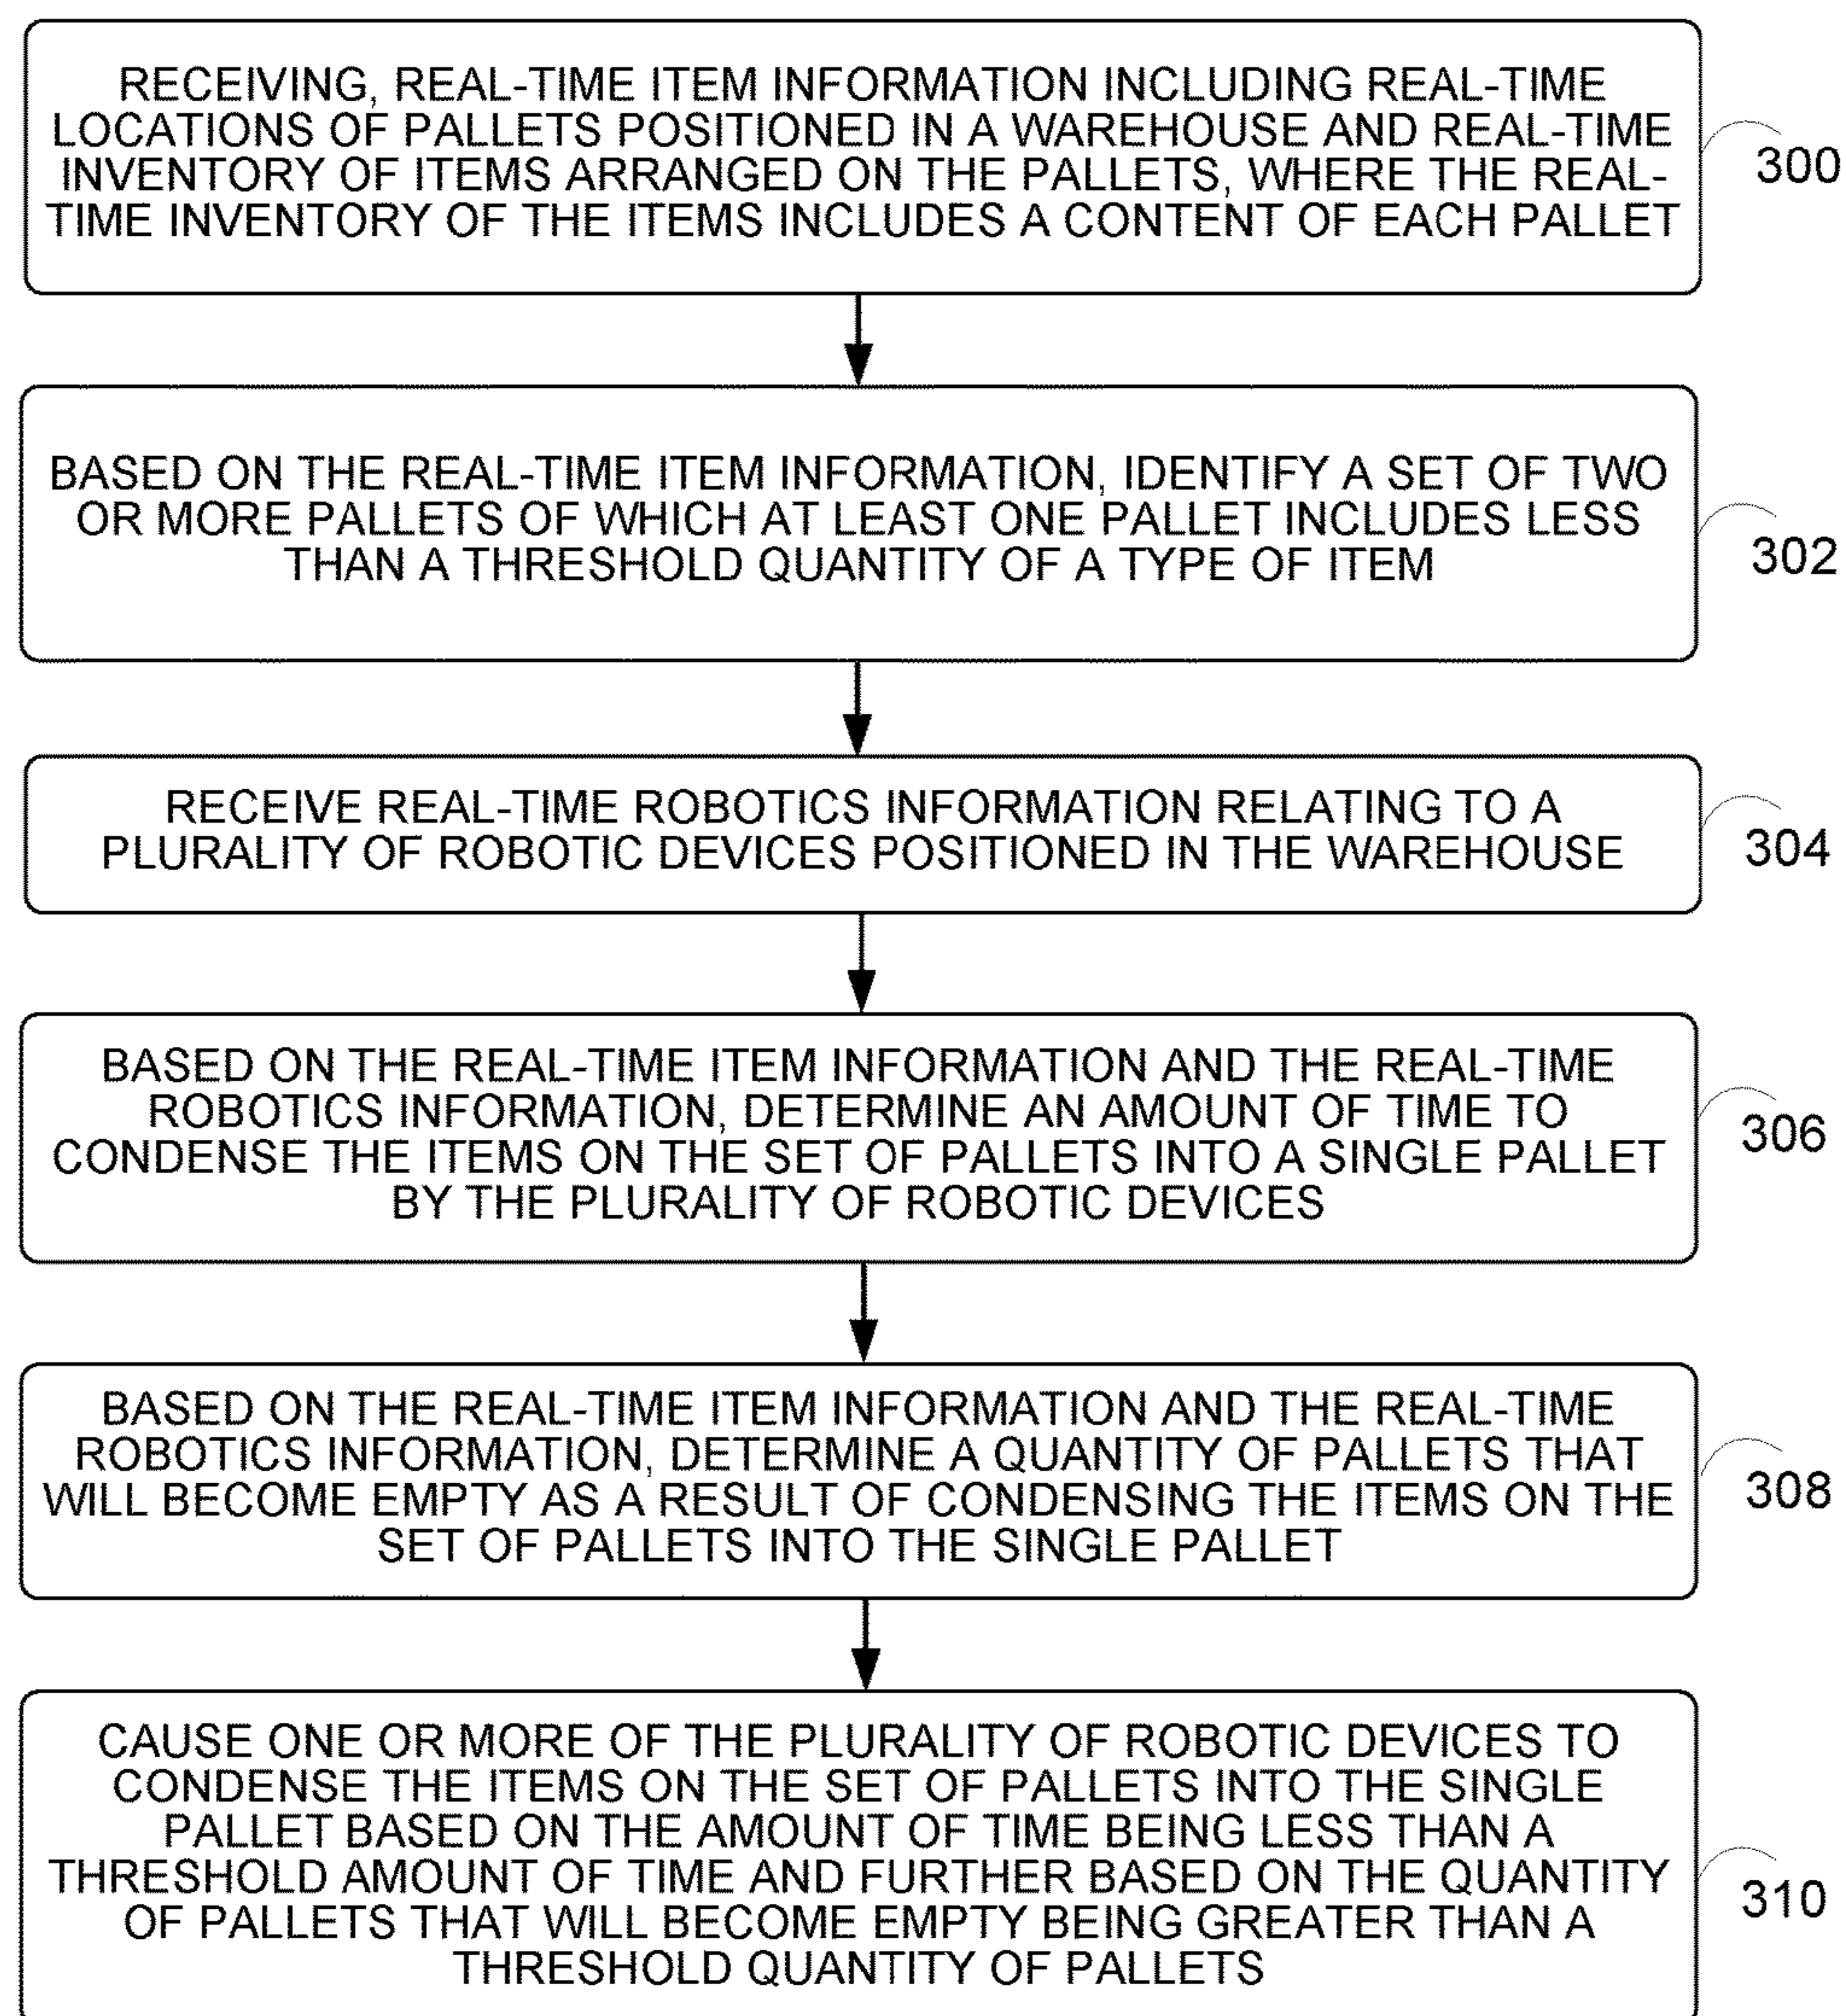 RECEIVING, REAL-TIME ITEM INFORMATION INCLUDING REAL-TIME
LOCATIONS OF PALLETS POSITIONED IN A WAREHOUSE AND REAL-TIME
INVENTORY OF ITEMS ARRANGED ON THE PALLETS, WHERE THE REAL-
TIME INVENTORY OF THE ITEMS INCLUDES A CONTENT OF EACH PALLET
300
BASED ON THE REAL-TIME ITEM INFORMATION, IDENTIFY A SET OF TWO
OR MORE PALLETS OF WHICH AT LEAST ONE PALLET INCLUDES LESS
THAN A THRESHOLD QUANTITY OF A TYPE OF ITEM
302
RECEIVE REAL-TIME ROBOTICS INFORMATION RELATING TO A
PLURALITY OF ROBOTIC DEVICES POSITIONED IN THE WAREHOUSE
304
BASED ON THE REAL-TIME ITEM INFORMATION AND THE REAL-TIME
ROBOTICS INFORMATION, DETERMINE AN AMOUNT OF TIME TO
CONDENSE THE ITEMS ON THE SET OF PALLETS INTO A SINGLE PALLET
BY THE PLURALITY OF ROBOTIC DEVICES
306
BASED ON THE REAL-TIME ITEM INFORMATION AND THE REAL-TIME
ROBOTICS INFORMATION, DETERMINE A QUANTITY OF PALLETS THAT
WILL BECOME EMPTY AS A RESULT OF CONDENSING THE ITEMS ON THE
SET OF PALLETS INTO THE SINGLE PALLET
308
CAUSE ONE OR MORE OF THE PLURALITY OF ROBOTIC DEVICES TO
CONDENSE THE ITEMS ON THE SET OF PALLETS INTO THE SINGLE
PALLET BASED ON THE AMOUNT OF TIME BEING LESS THAN A
THRESHOLD AMOUNT OF TIME AND FURTHER BASED ON THE QUANTITY
OF PALLETS THAT WILL BECOME EMPTY BEING GREATER THAN A
THRESHOLD QUANTITY OF PALLETS
310